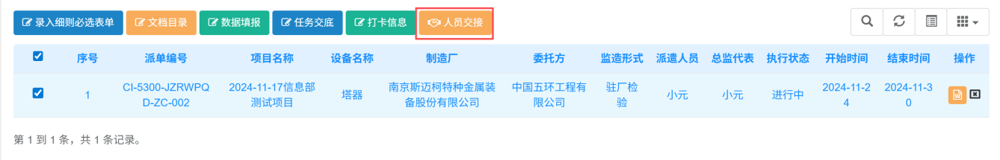 录入细则必选表单 文档目录 数据填报 任务交底 打卡信息 人员交接
序号 派单编号 项目名称 设备名称 制造厂 委托方 监造形式 派遣人员 总监代表 执行状态 开始时间 结束时间 操作
1 CI-5300-JZRWPQ 2024-11-17信息部 塔器 南京斯迈柯特种金属装 中国五环工程有 驻厂检 小元 小元 进行中 2024-11-2 2024-11-3
D-ZC-002 测试项目 备股份有限公司 限公司 验 4 0
第 1 到 1 条，共 1 条记录。